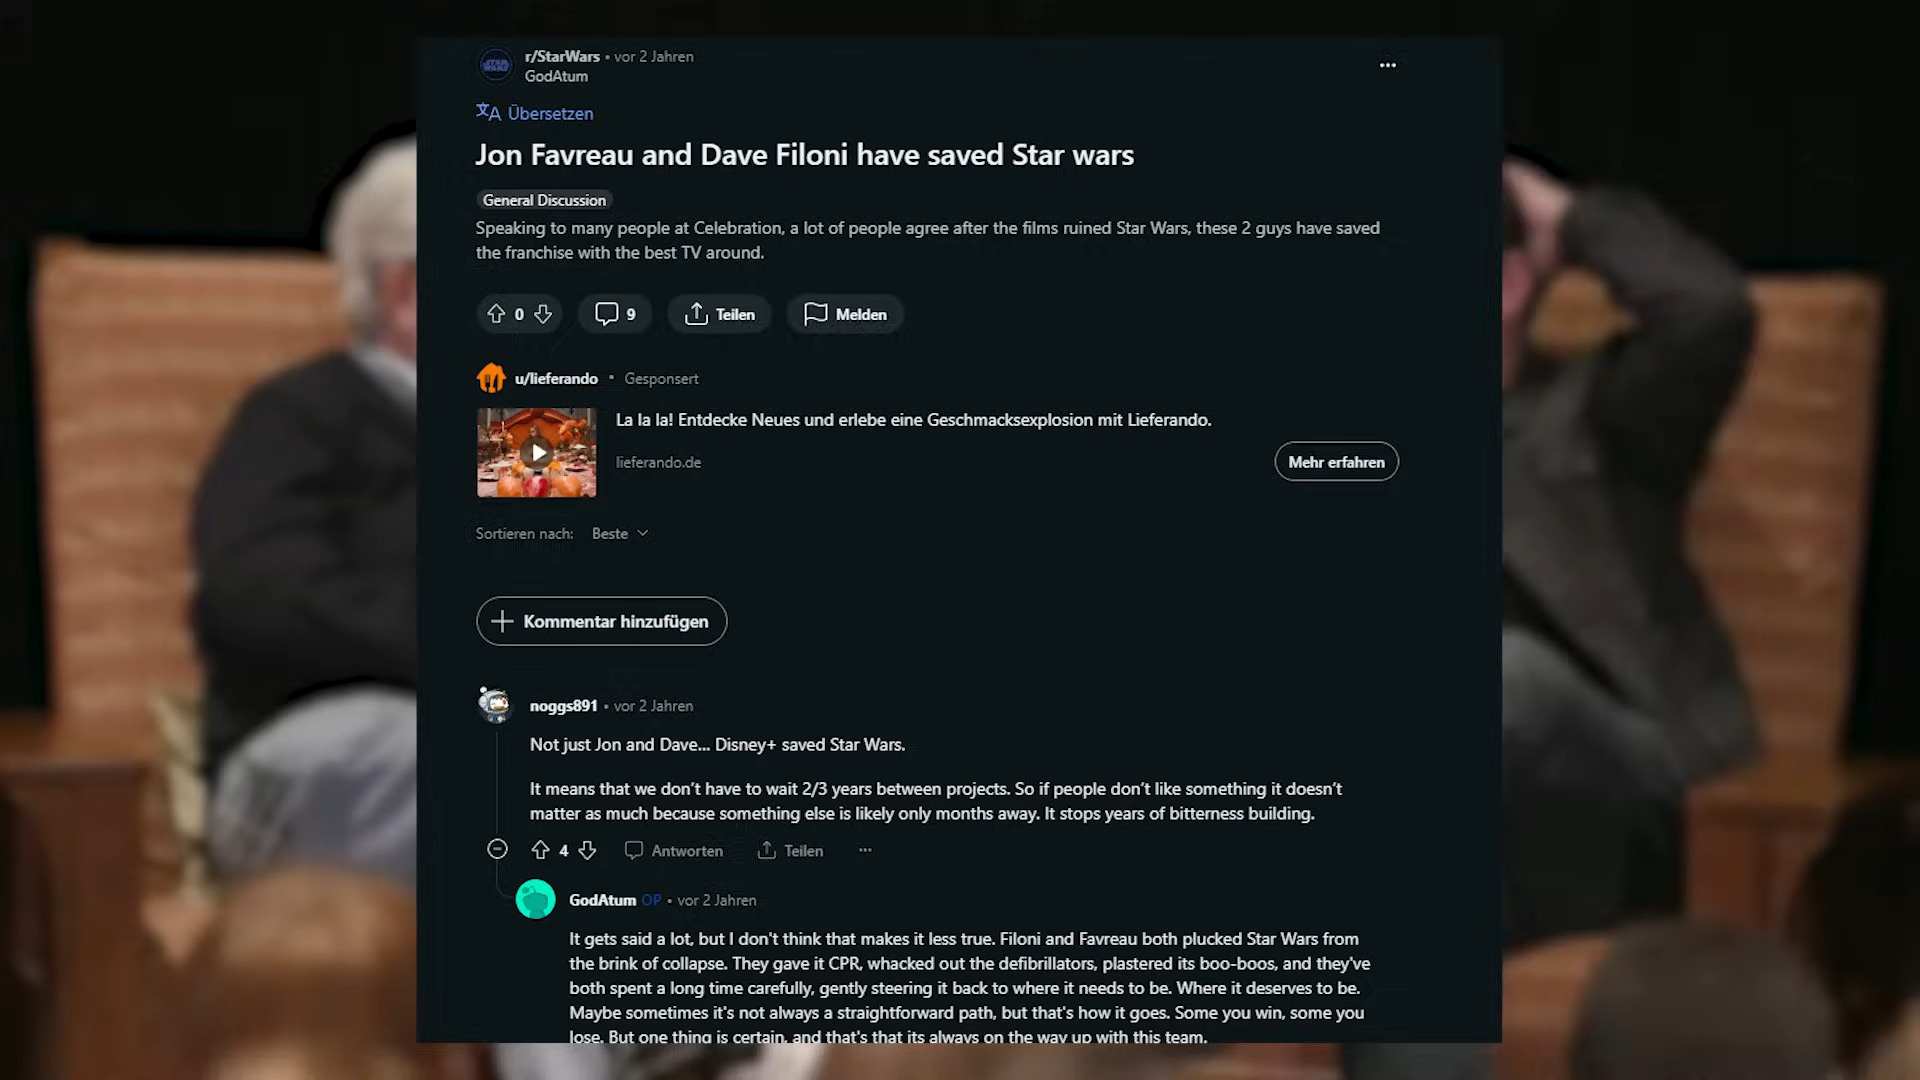 r/StarWars • vor 2 Jahren
GodAtum
Übersetzen
Jon Favreau and Dave Filoni have saved Star wars
General Discussion
Speaking to many people at Celebration, a lot of people agree after the films ruined Star Wars, these 2 guys have saved
the franchise with the best TV around.
0 9 Teilen Melden
u/lieferando • Gesponsert
La la la! Entdecke Neues und erlebe eine Geschmacksexplosion mit Lieferando.
lieferando.de
Mehr erfahren
Sortieren nach: Beste
Kommentar hinzufügen
noggs891 • vor 2 Jahren
Not just Jon and Dave... Disney+ saved Star Wars.
It means that we don’t have to wait 2/3 years between projects. So if people don’t like something it doesn’t
matter as much because something else is likely only months away. It stops years of bitterness building.
4 Antworten Teilen
GodAtum OP • vor 2 Jahren
It gets said a lot, but I don't think that makes it less true. Filoni and Favreau both plucked Star Wars from
the brink of collapse. They gave it CPR, whacked out the defibrillators, plastered its boo-boos, and they've
both spent a long time carefully, gently steering it back to where it needs to be. Where it deserves to be.
Maybe sometimes it's not always a straightforward path, but that's how it goes. Some you win, some you
lose. But one thing is certain, and that's that its always on the way up with this team.